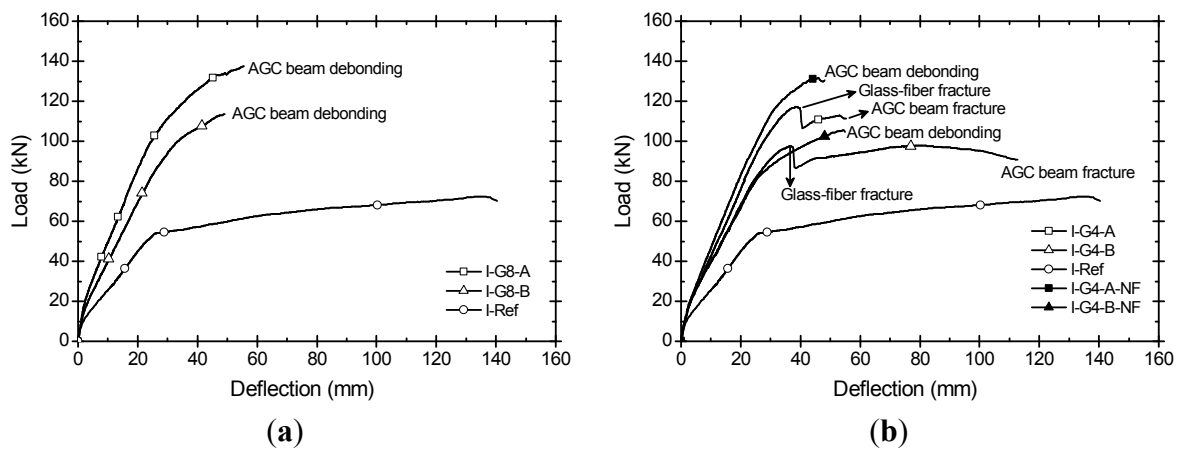 160
140
120
100
80
60
40
20
0
Load (kN)
AGC beam debonding
AGC beam debonding
I-G8-A
I-G8-B
I-Ref
0 20 40 60 80 100 120 140 160
Deflection (mm)
(a)
160
140
120
100
80
60
40
20
0
Load (kN)
AGC beam debonding
Glass-fiber fracture
AGC beam fracture
AGC beam debonding
AGC beam fracture
Glass-fiber fracture
I-G4-A
I-G4-B
I-Ref
I-G4-A-NF
I-G4-B-NF
0 20 40 60 80 100 120 140 160
Deflection (mm)
(b)